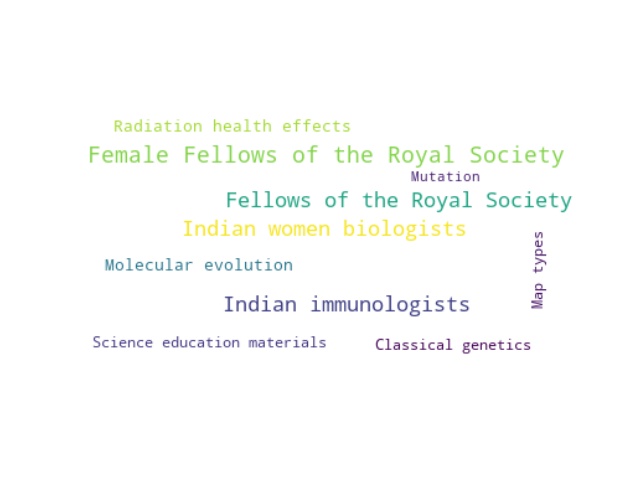 Radiation health effects
Female Fellows of the Royal Society
Mutation
Fellows of the Royal Society
Indian women biologists
Map types
Molecular evolution
Indian immunologists
Science education materials
Classical genetics